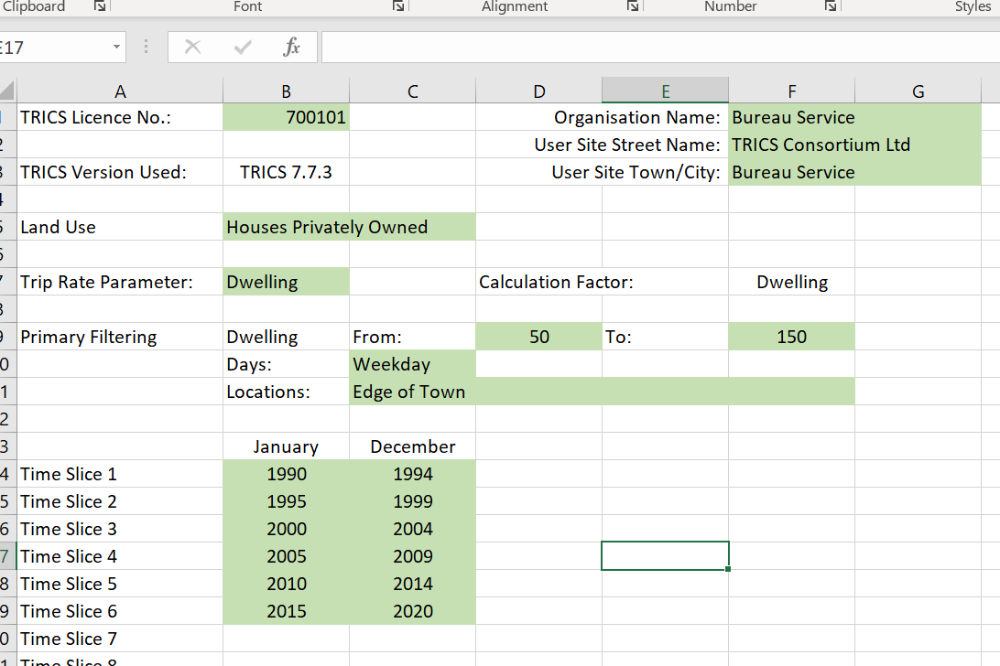 Clipboard Font Alignment Number Styles
E17 fx
A B C D E F G
TRICS Licence No.: 700101 Organisation Name: Bureau Service
2 User Site Street Name: TRICS Consortium Ltd
3 TRICS Version Used: TRICS 7.7.3 User Site Town/City: Bureau Service
4
5 Land Use Houses Privately Owned
6
7 Trip Rate Parameter: Dwelling Calculation Factor: Dwelling
8
9 Primary Filtering Dwelling From: 50 To: 150
0 Days: Weekday
1 Locations: Edge of Town
2
3 January December
4 Time Slice 1 1990 1994
5 Time Slice 2 1995 1999
6 Time Slice 3 2000 2004
7 Time Slice 4 2005 2009
8 Time Slice 5 2010 2014
9 Time Slice 6 2015 2020
0 Time Slice 7
1 Time Slice 8